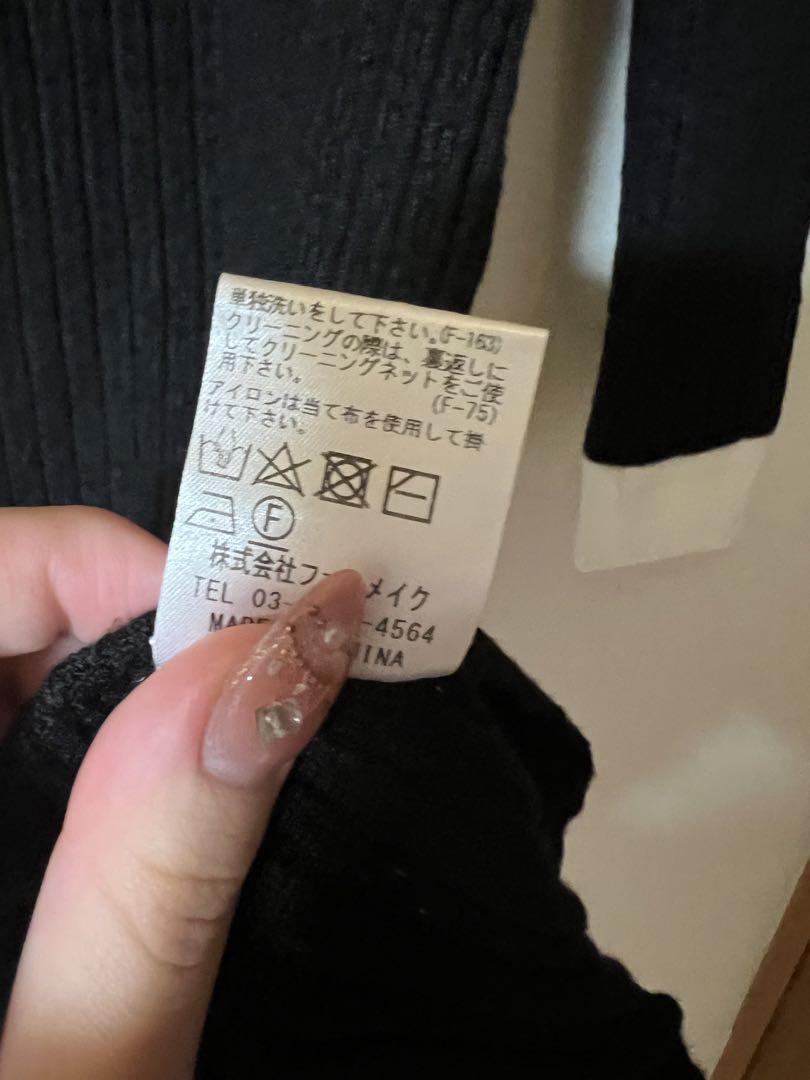 単独洗いをして下さい。(F-163)
クリーニングの際は、裏返しに
してクリーニングネットをご使
用下さい。 (F-75)
アイロンは当て布を使用して掛
けて下さい。
F
株式会社フー メイク
TEL 03- -4564
MADE INA